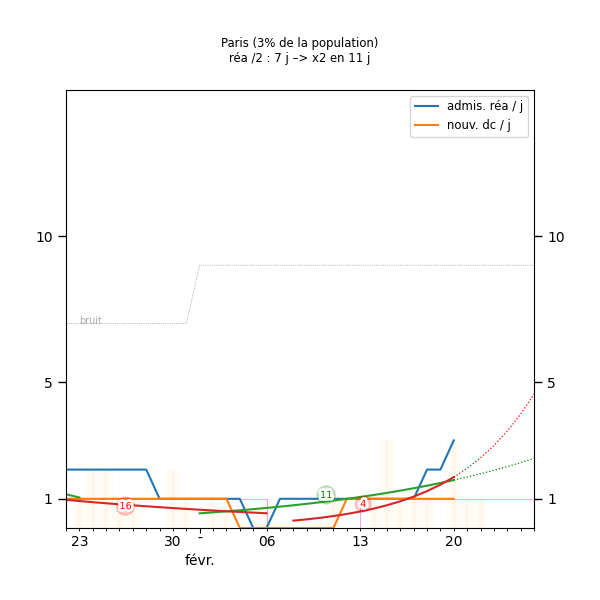 Paris (3% de la population)
réa /2 : 7 j –> x2 en 11 j
admis. réa / j
nouv. dc / j
10
10
bruit
5
5
16
11
4
1
1
23
30
-
06
13
20
févr.